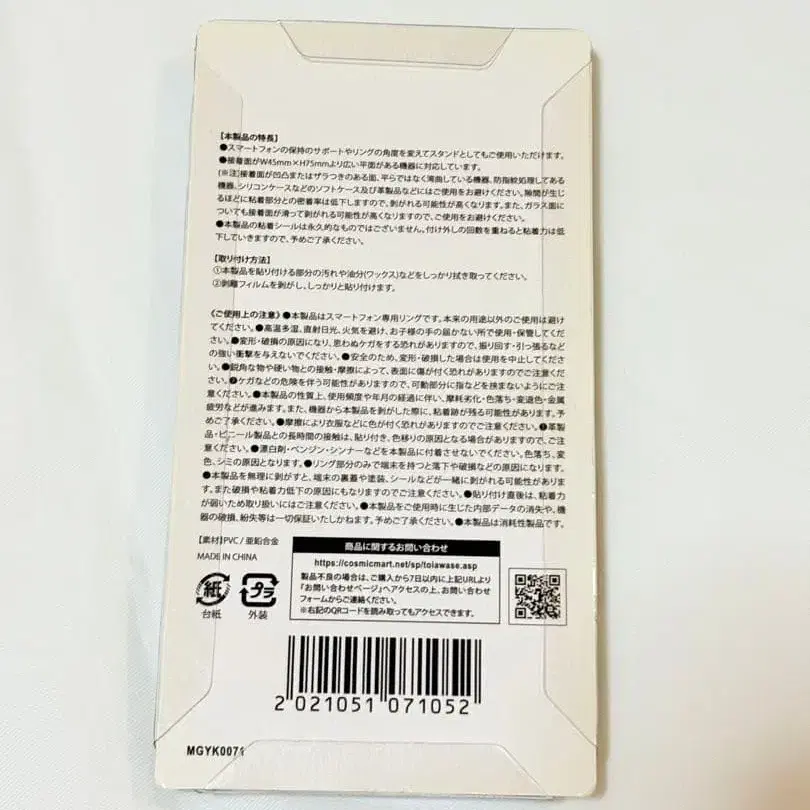 【本製品の特長】
●スマートフォンの保持のサポートやリングの角度を変えてスタンドとしてもご使用いただけます。
●接着面がW45mm×H75mmより広い平面がある機器に対応しています。
(※注)接着面が凹凸またはザラつきのある面、平らではなく湾曲している機器、防指紋処理してある
機器、シリコンケースなどのソフトケース及び革製品などにはご使用をお避けください。隙間が生じ
るほどに粘着部分との密着率は低下しますので、剥がれる可能性が高くなります。また、ガラス面に
ついても接着面が滑って剥がれる可能性が高くなりますので、ご使用をお避けください。
●本製品の粘着シールは永久的なものではございません。付け外しの回数を重ねると粘着力は低
下していきますので、予めご了承ください。
【取り付け方法】
①本製品を貼り付ける部分の汚れや油分(ワックス)などをしっかり拭き取ってください。
②剥離フィルムを剥がし、しっかりと貼り付けます。
《ご使用上の注意》●本製品はスマートフォン専用リングです。本来の用途以外のご使用は避け
てください。●高温多湿、直射日光、火気を避け、お子様の手の届かない所で使用・保管してくだ
さい。●変形・破損の原因になり、思わぬケガをする恐れがありますので、振り回す・引っ張るなど
の強い衝撃を与えないでください。●安全のため、変形・破損した場合は使用を中止してくださ
い。●鋭角な物や硬い物との接触・摩擦によって、表面に傷が付く恐れがありますのでご注意くださ
い。●ケガなどの危険を伴う可能性がありますので、可動部分に指などを挟まないようにご注
意ください。●本製品の性質上、使用頻度や年月の経過に伴い、摩耗劣化・色落ち・変退色・金属
疲労などが進みます。また、機器から本製品を剥がした際に、粘着跡が残る可能性があります。予
めご了承ください。●摩擦により衣服などに色が付く恐れがありますのでご注意ください。●革製
品・ビニール製品との長時間の接触は、貼り付き、色移りの原因となる場合がありますので、ご注
意ください。●漂白剤・ベンジン・シンナーなどを本製品に付着させないでください。色落ち、変
色、シミの原因となります。●リング部分のみで端末を持つと落下や破損などの原因になります。
●本製品を無理に剥がすと、端末の裏蓋や塗装、シールなどが一緒に剥がれる可能性がありま
す。また破損や粘着力低下の原因にもなりますのでご注意ください。●貼り付け直後は、粘着力
が弱いため取り扱いにはご注意ください。●本製品をご使用時に生じた内部データの消失や、機
器の破損、紛失等は一切保証いたしかねます。予めご了承ください。●本製品は消耗性製品です。
【素材】PVC / 亜鉛合金
MADE IN CHINA
紙
台紙
プラ
外装
商品に関するお問い合わせ
https://cosmicmart.net/sp/toiawase.asp
製品不良の場合は、ご購入から7日以内に上記URLより
「お問い合わせページ」へアクセスの上、お問い合わせ
フォームからご連絡ください。
※右記のQRコードを読み取ってもアクセスできます。
2 021051 071052
MGYK0071